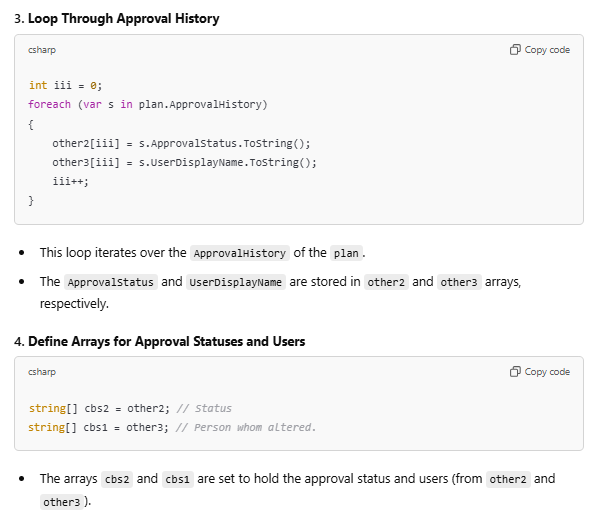 3. Loop Through Approval History
csharp
Copy code
int iii = 0;
foreach (var s in plan.ApprovalHistory)
{
    other2[iii] = s.ApprovalStatus.ToString();
    other3[iii] = s.UserDisplayName.ToString();
    iii++;
}
• This loop iterates over the ApprovalHistory of the plan.
• The ApprovalStatus and UserDisplayName are stored in other2 and other3 arrays,
respectively.
4. Define Arrays for Approval Statuses and Users
csharp
Copy code
string[] cbs2 = other2; // Status
string[] cbs1 = other3; // Person whom altered.
• The arrays cbs2 and cbs1 are set to hold the approval status and users (from other2 and
other3).